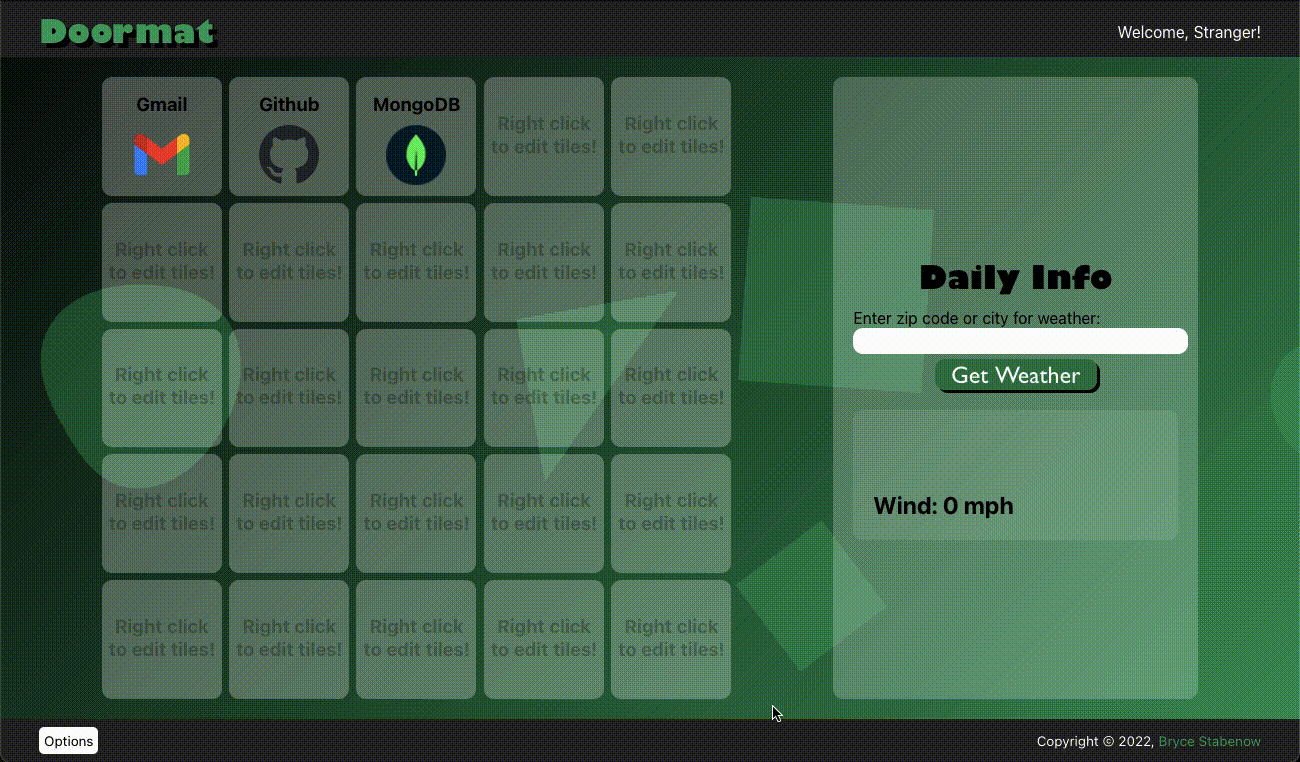 Doormat
Welcome, Stranger!
Gmail
Github
MongoDB
Right click
to edit tiles!
Right click
to edit tiles!
Right click
to edit tiles!
Right click
to edit tiles!
Right click
to edit tiles!
Right click
to edit tiles!
Right click
to edit tiles!
Right click
to edit tiles!
Right click
to edit tiles!
Right click
to edit tiles!
Right click
to edit tiles!
Right click
to edit tiles!
Right click
to edit tiles!
Right click
to edit tiles!
Right click
to edit tiles!
Right click
to edit tiles!
Right click
to edit tiles!
Right click
to edit tiles!
Right click
to edit tiles!
Right click
to edit tiles!
Right click
to edit tiles!
Right click
to edit tiles!
Daily Info
Enter zip code or city for weather:
Get Weather
Wind: 0 mph
Options
Copyright © 2022, Bryce Stabenow